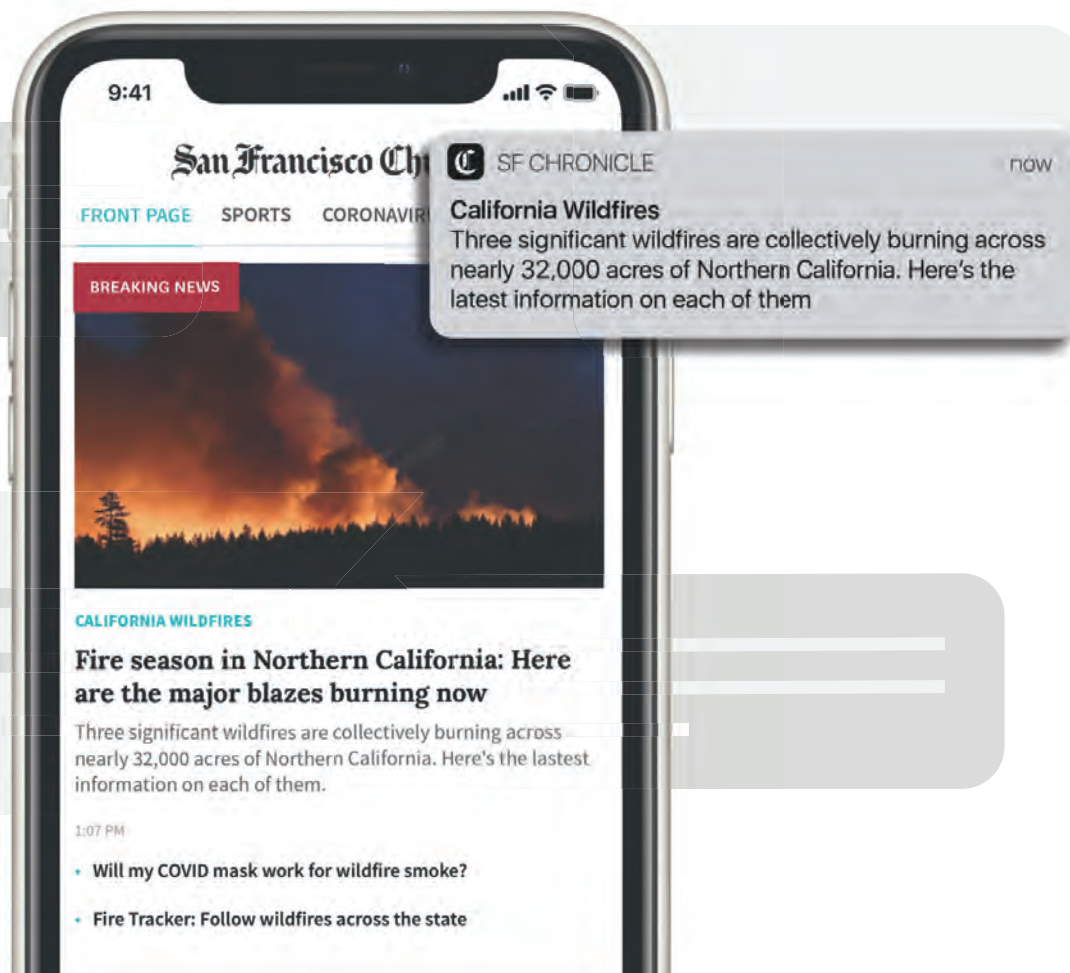 9:41
San Francisco
SF CHRONICLE
now
FRONT PAGE
SPORTS
California Wildfires
Three significant wildfires are collectively burning across
nearly 32,000 acres of Northern California. Here's the
latest information on each of them
BREAKING NEWS
CALIFORNIA WILDFIRES
Fire season in Northern California: Here
are the major blazes burning now
Three significant wildfires are collectively burning across
nearly 32,000 acres of Northern California. Here's the lastest
information on each of them.
1:07 PM
Will my COVID mask work for wildfire smoke?
Fire Tracker: Follow wildfires across the state